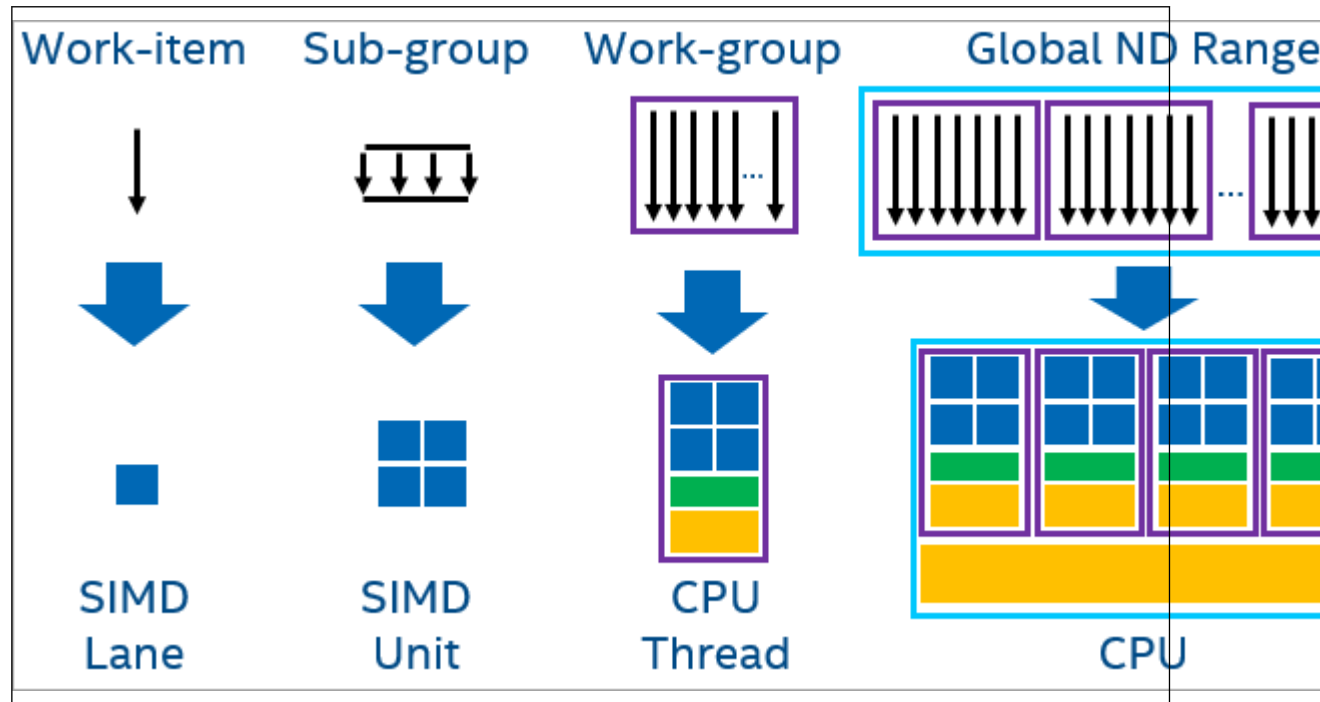 Work-item
Sub-group
Work-group
Global ND Range
...
...
SIMD
Lane
SIMD
Unit
CPU
Thread
CPU